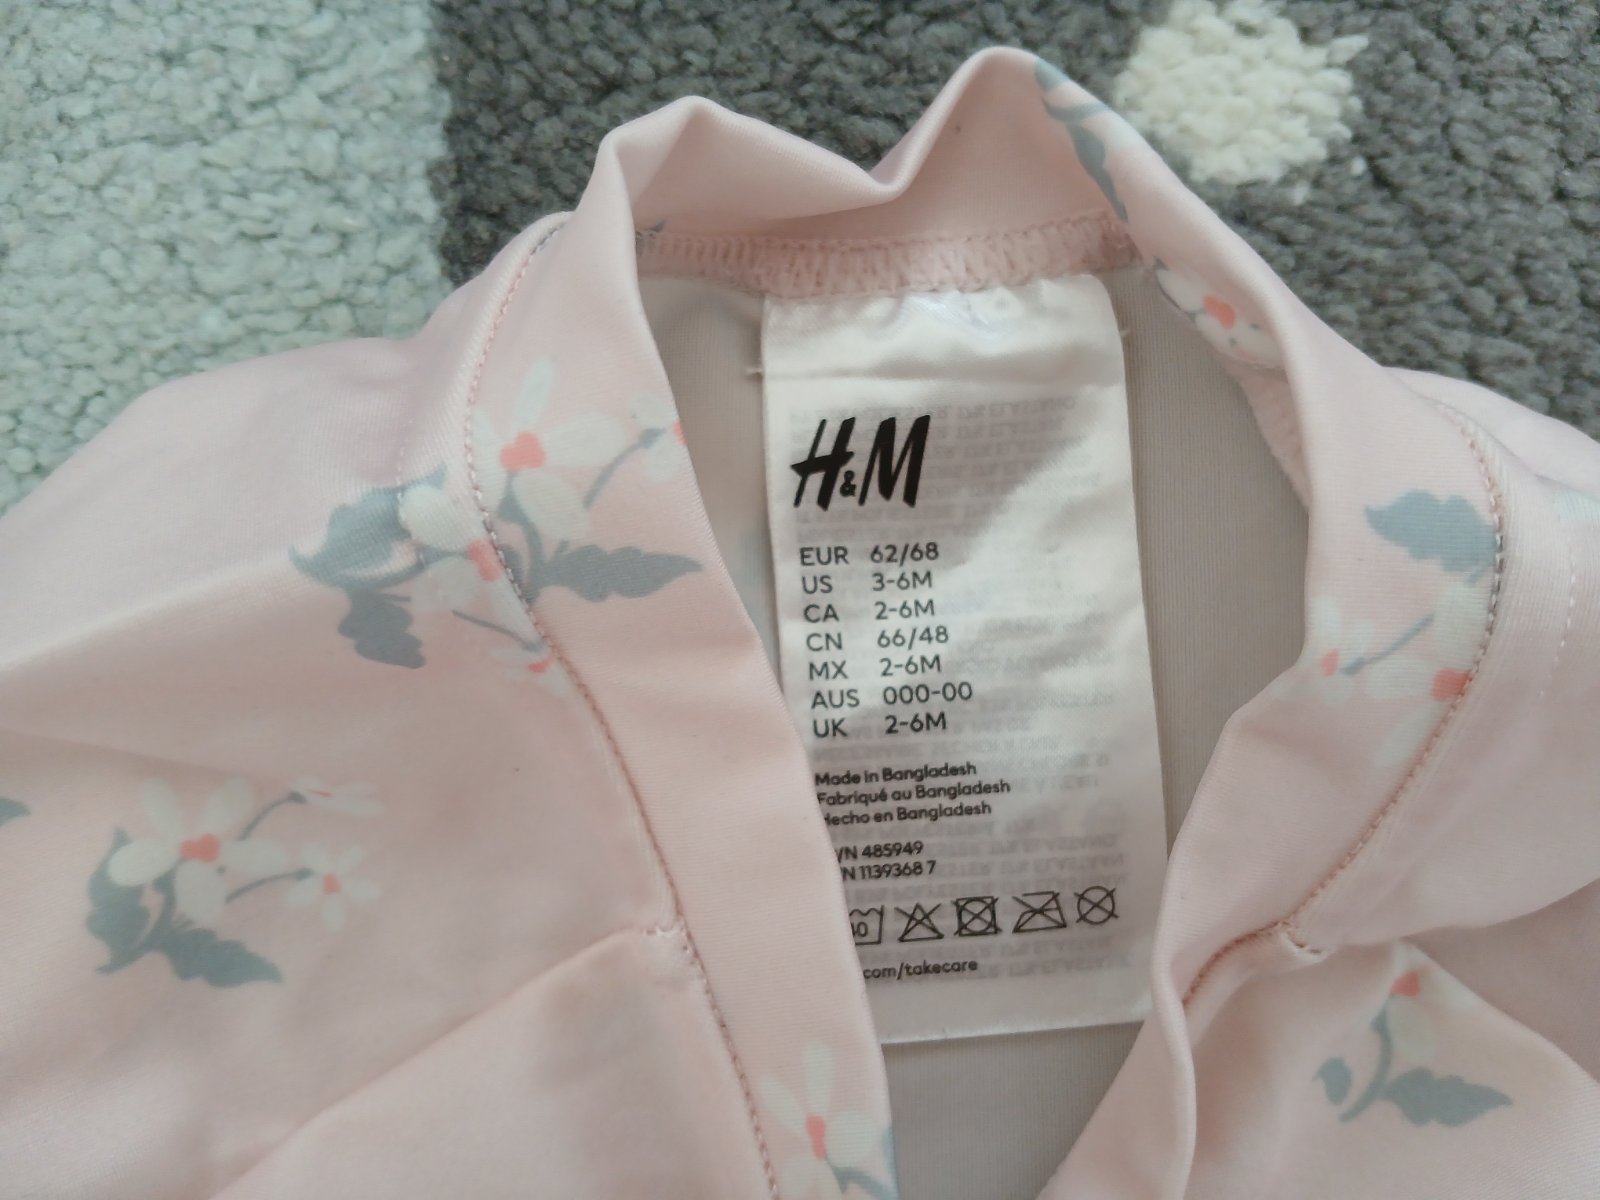 H&M
EUR 62/68
US 3-6M
CA 2-6M
CN 66/48
MX 2-6M
AUS 000-00
UK 2-6M
Made in Bangladesh
Fabriqué au Bangladesh
Hecho en Bangladesh
/N 485949
N 1139368 7
40
.com/takecare